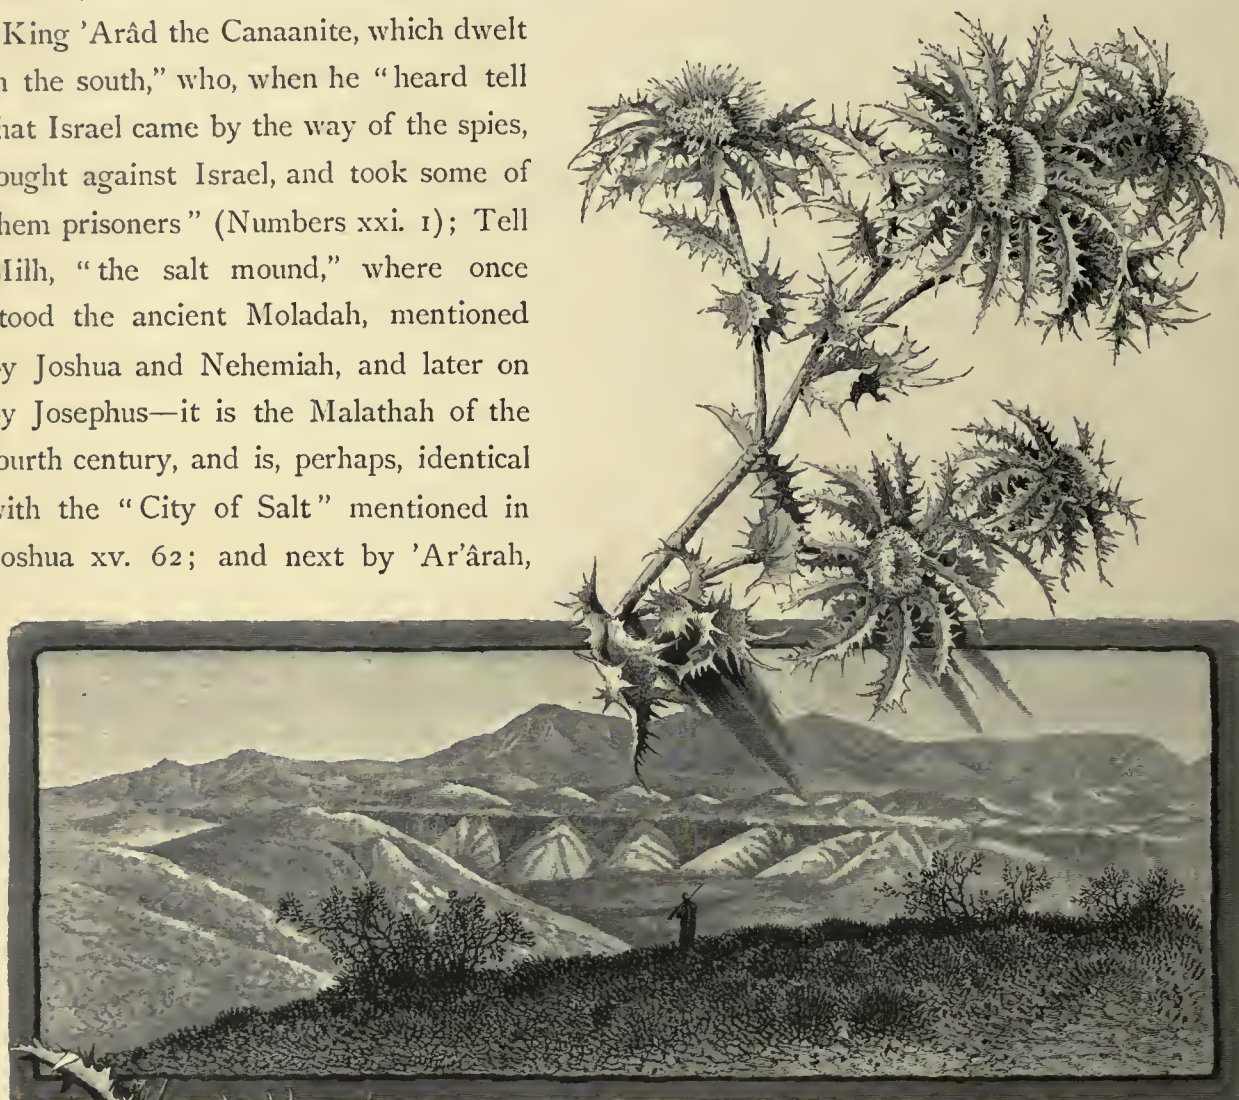 King ’Arâd the Canaanite, which dwelt
the south,” who, when he “heard tell
hat Israel came by the way of the spies,
ought against Israel, and took some of
hem prisoners” (Numbers xxi. 1); Tell
Milh, “the salt mound,” where once
tood the ancient Moladah, mentioned
y Joshua and Nehemiah, and later on
y Josephus—it is the Malathah of the
ourth century, and is, perhaps, identical
with the “City of Salt” mentioned in
oshua xv. 62; and next by ’Ar’ârah,